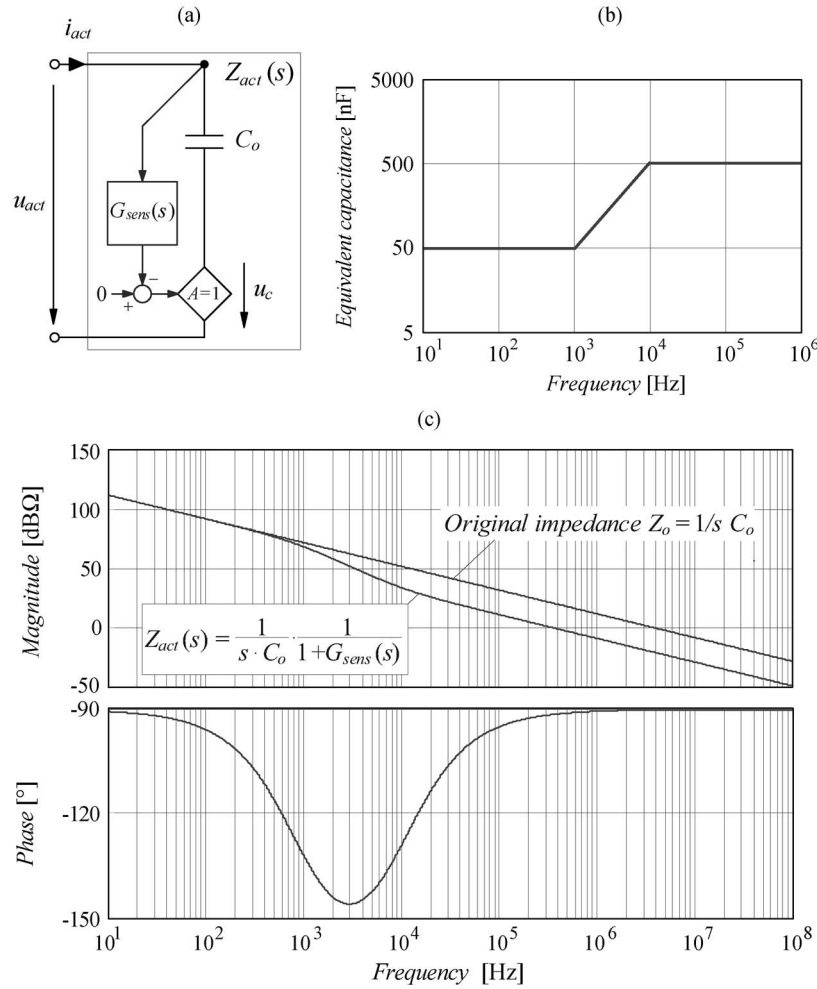 (a)
i_act
Z_act(s)
C_o
u_act
G_sens(s)
−
0
+
A=1
u_c
(b)
Equivalent capacitance [nF]
5000
500
50
5
10^1
10^2
10^3
10^4
10^5
10^6
Frequency [Hz]
(c)
Magnitude [dBΩ]
150
100
50
0
-50
Original impedance Z_o = 1/s C_o
Z_act(s) = 1/(s · C_o) · 1/(1+G_sens(s))
Phase [°]
-90
-120
-150
10^1
10^2
10^3
10^4
10^5
10^6
10^7
10^8
Frequency [Hz]